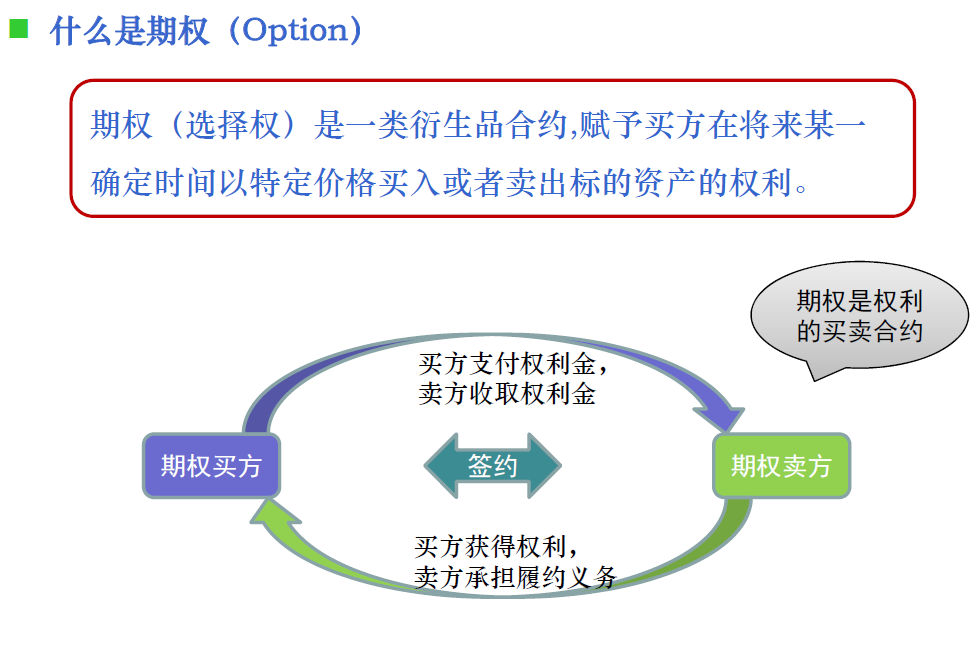 什么是期权（Option）
期权（选择权）是一类衍生品合约,赋予买方在将来某一
确定时间以特定价格买入或者卖出标的资产的权利。
期权是权利
的买卖合约
买方支付权利金，
卖方收取权利金
期权买方
签约
期权卖方
买方获得权利，
卖方承担履约义务